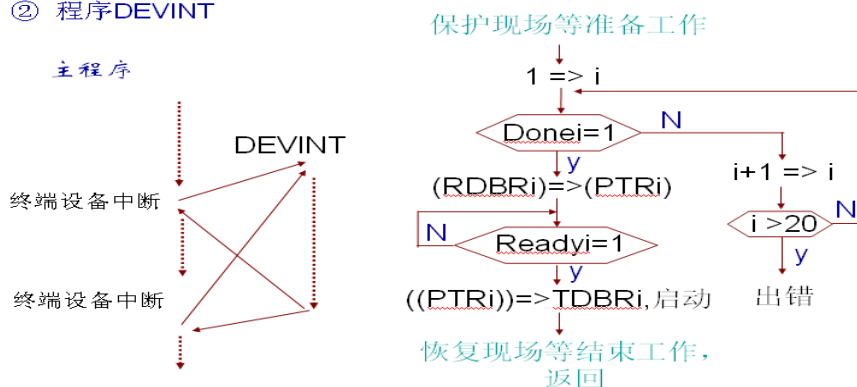 ② 程序DEVINT
主程序
DEVINT
终端设备中断
终端设备中断
保护现场等准备工作
1 => i
Donei=1
N
y
i+1 => i
(RDBRi)=>(PTRi)
i >20
N
y
出错
N
Readyi=1
y
((PTRi))=>TDBRi,启动
恢复现场等结束工作，
返回